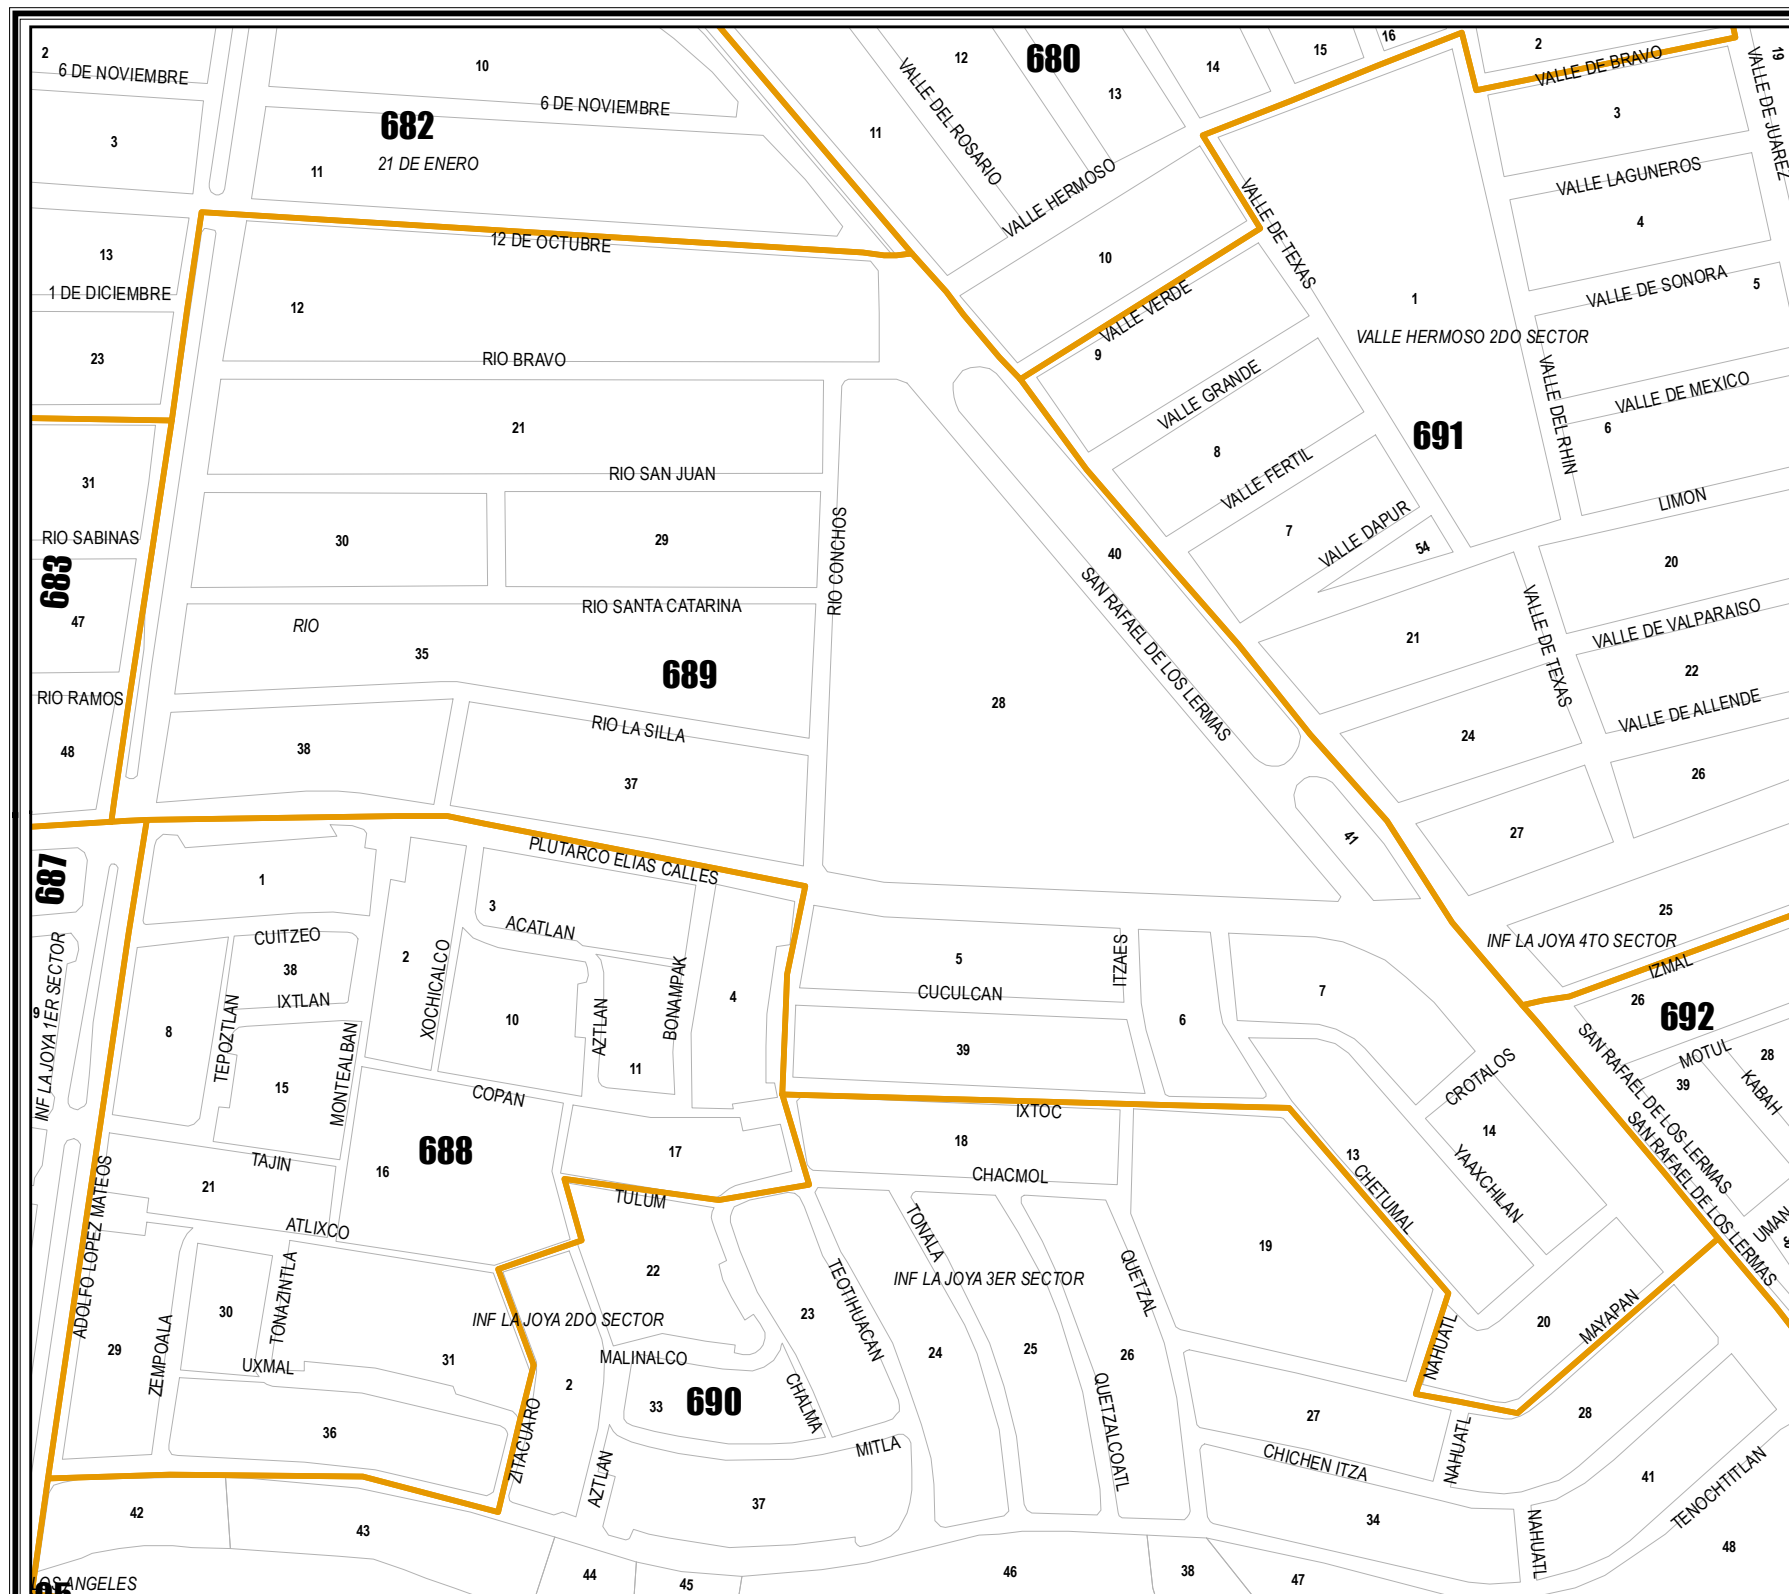 2
6 DE NOVIEMBRE
10
6 DE NOVIEMBRE
3
682
11
21 DE ENERO
12
680
13
14
15
16
2
VALLE DE BRAVO
19
VALLE DE JUAREZ
VALLE DEL ROSARIO
11
VALLE HERMOSO
3
VALLE LAGUNEROS
4
13
12 DE OCTUBRE
1 DE DICIEMBRE
12
23
RIO BRAVO
10
VALLE DE TEXAS
VALLE VERDE
9
1
VALLE HERMOSO 2DO SECTOR
VALLE DE SONORA
5
VALLE DEL RHIN
VALLE DE MEXICO
6
VALLE GRANDE
691
21
8
31
RIO SAN JUAN
VALLE FERTIL
7
LIMON
RIO SABINAS
683
30
29
RIO CONCHOS
40
VALLE DAPUR
54
20
SAN RAFAEL DE LOS LERMAS
RIO SANTA CATARINA
47
RIO
35
689
21
VALLE DE TEXAS
VALLE DE VALPARAISO
22
RIO RAMOS
28
VALLE DE ALLENDE
48
38
RIO LA SILLA
24
37
26
27
41
PLUTARCO ELIAS CALLES
687
1
3
ACATLAN
25
INF LA JOYA 4TO SECTOR
IZMAL
CUITZEO
38
2
IXTLAN
XOCHICALCO
10
AZTLAN
BONAMPAK
4
5
CUCULCAN
ITZAES
7
6
26
692
9
INF LA JOYA 1ER SECTOR
8
TEPOZTLAN
15
MONTEALBAN
11
39
SAN RAFAEL DE LOS LERMAS
MOTUL
28
39
KABAH
COPAN
IXTOC
CROTALOS
688
17
18
13
14
YAAXCHILAN
TAJIN
16
CHACMOL
CHETUMAL
SAN RAFAEL DE LOS LERMAS
21
TULUM
UMAN
ADOLFO LOPEZ MATEOS
ATLIXCO
TONALA
QUETZAL
19
22
INF LA JOYA 3ER SECTOR
TEOTIHUACAN
30
TONAZINTLA
INF LA JOYA 2DO SECTOR
23
20
MAYAPAN
29
ZEMPOALA
UXMAL
31
MALINALCO
24
25
26
NAHUATL
2
33
690
CHALMA
QUETZALCOATL
27
28
36
ZITACUARO
MITLA
CHICHEN ITZA
NAHUATL
AZTLAN
41
TENOCHTITLAN
37
42
43
34
NAHUATL
48
LOS ANGELES
44
45
46
38
47